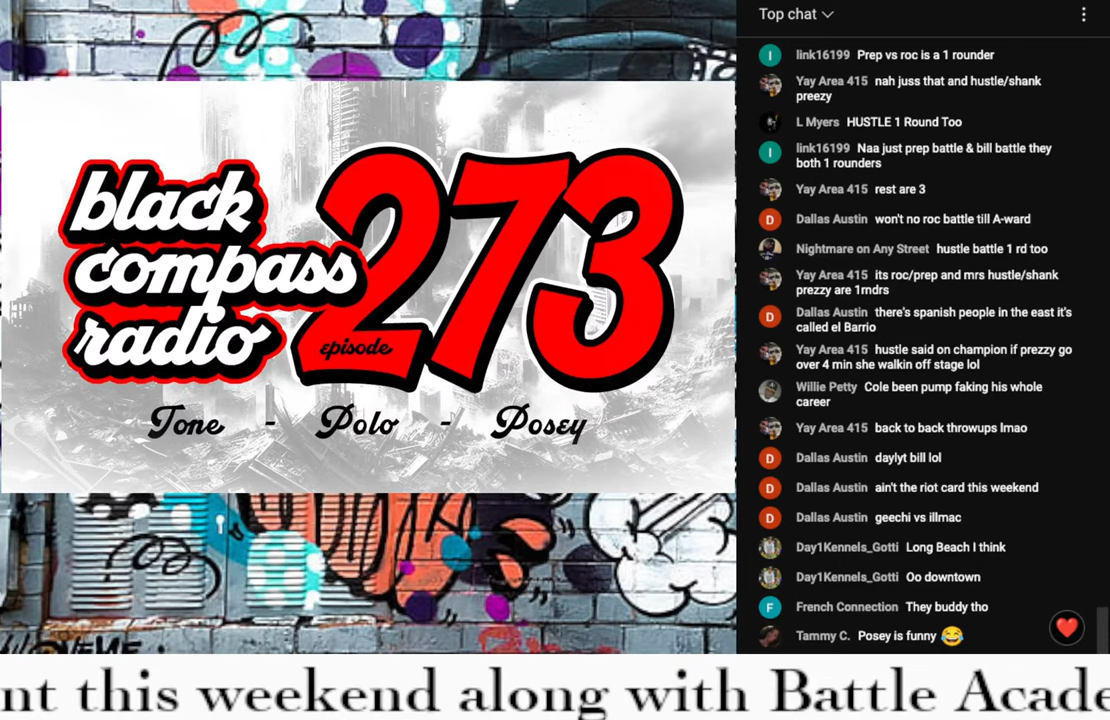 black
compass
radio
273
episode
Tone - Polo - Posey
Top chat
link16199 Prep vs roc is a 1 rounder
Yay Area 415 nah juss that and hustle/shank
preezy
L Myers HUSTLE 1 Round Too
link16199 Naa just prep battle & bill battle they
both 1 rounders
Yay Area 415 rest are 3
Dallas Austin won't no roc battle till A-ward
Nightmare on Any Street hustle battle 1 rd too
Yay Area 415 its roc/prep and mrs hustle/shank
prezzy are 1rndrs
Dallas Austin there's spanish people in the east it's
called el Barrio
Yay Area 415 hustle said on champion if prezzy go
over 4 min she walkin off stage lol
Willie Petty Cole been pump faking his whole
career
Yay Area 415 back to back throwups lmao
D Dallas Austin daylyt bill lol
D Dallas Austin ain't the riot card this weekend
D Dallas Austin geechi vs illmac
Day1Kennels_Gotti Long Beach I think
Day1Kennels_Gotti Oo downtown
F French Connection They buddy tho
Tammy C. Posey is funny 😂
nt this weekend along with Battle Acade